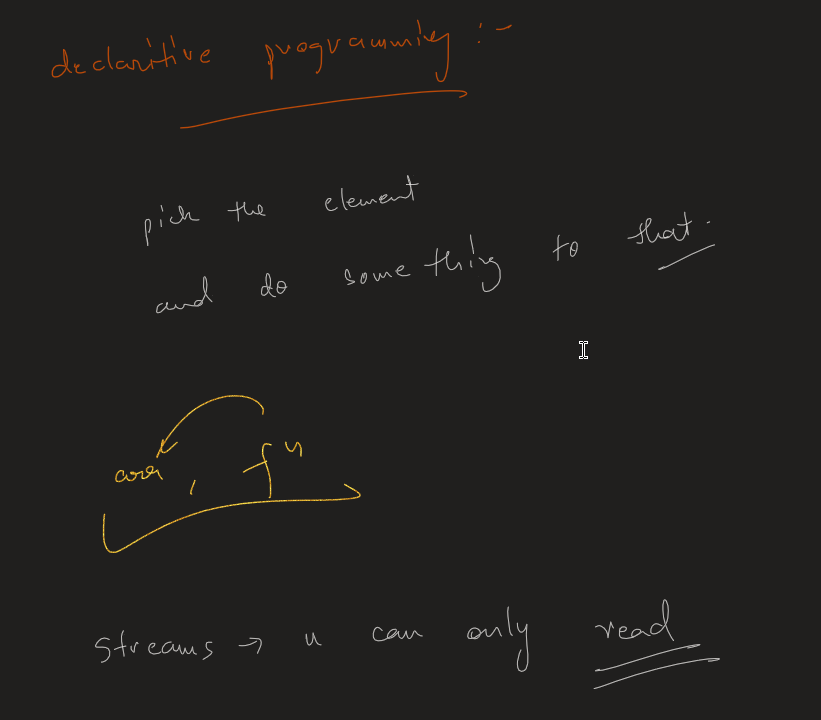 declaritive programming :-
pick the element
and do something to that.
arr , fn
Streams → u can only read